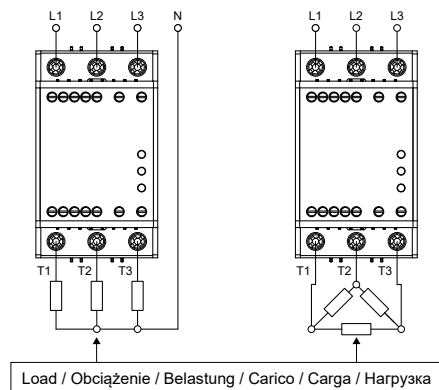 L1 L2 L3 N
L1 L2 L3
T1 T2 T3
T1 T2 T3
Load / Obciążenie / Belastung / Carico / Carga / Нагрузка